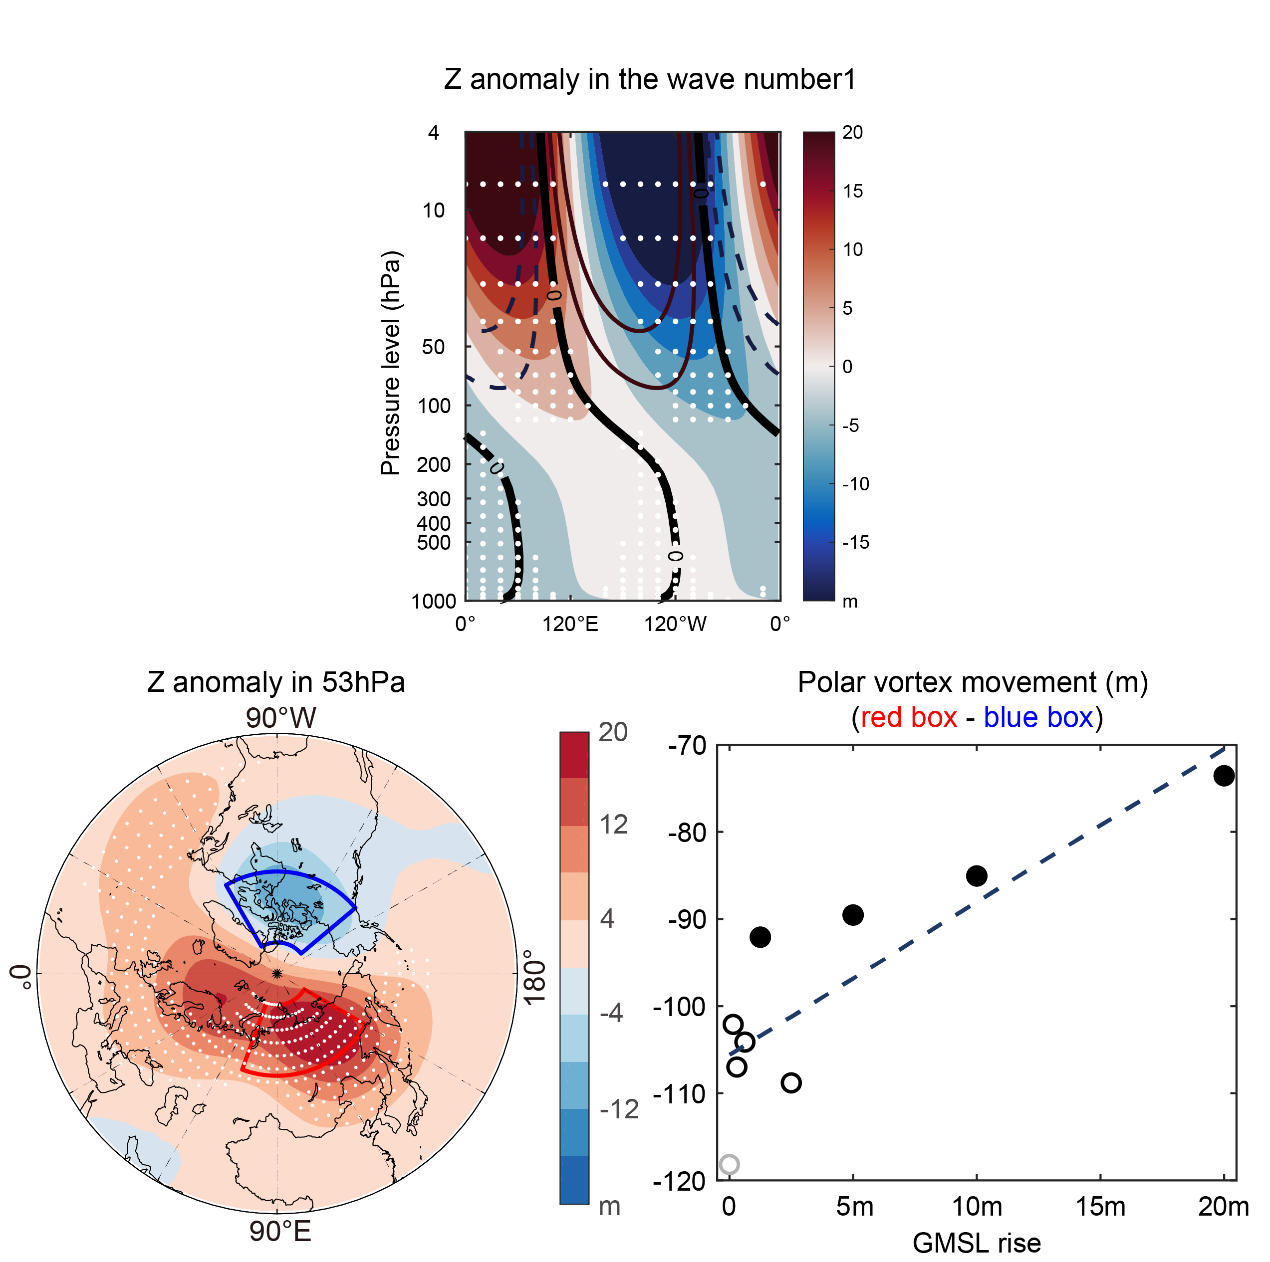 Z anomaly in the wave number1
4
10
50
100
200
300
400
500
1000
Pressure level (hPa)
0
0
0
0
0°
120°E
120°W
0°
20
15
10
5
0
-5
-10
-15
m
Z anomaly in 53hPa
90°W
0°
180°
90°E
20
12
4
-4
-12
m
Polar vortex movement (m)
(red box - blue box)
-70
-80
-90
-100
-110
-120
0
5m
10m
15m
20m
GMSL rise